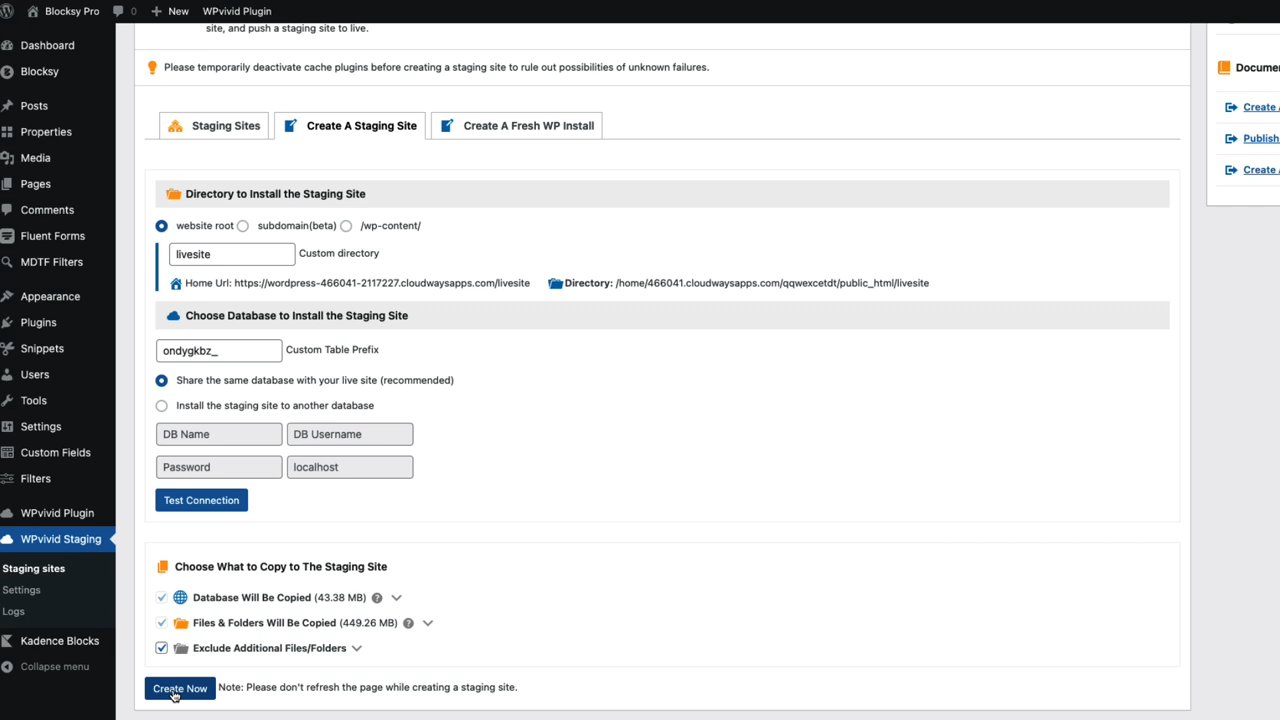 Blocksy Pro 0 New WPvivid Plugin
site, and push a staging site to live.
Please temporarily deactivate cache plugins before creating a staging site to rule out possibilities of unknown failures.
Dashboard
Blocksy
Posts
Properties
Media
Pages
Comments
Fluent Forms
MDTF Filters
Appearance
Plugins
Snippets
Users
Tools
Settings
Custom Fields
Filters
WPvivid Plugin
WPvivid Staging
Staging sites
Settings
Logs
Kadence Blocks
Collapse menu
Staging Sites Create A Staging Site Create A Fresh WP Install
Directory to Install the Staging Site
website root subdomain(beta) /wp-content/
livesite Custom directory
Home Url: https://wordpress-466041-2117227.cloudwaysapps.com/livesite Directory: /home/466041.cloudwaysapps.com/qqwexcetdt/public_html/livesite
Choose Database to Install the Staging Site
ondygkbz_ Custom Table Prefix
Share the same database with your live site (recommended)
Install the staging site to another database
DB Name DB Username
Password localhost
Test Connection
Choose What to Copy to The Staging Site
Database Will Be Copied (43.38 MB) ?
Files & Folders Will Be Copied (449.26 MB) ?
Exclude Additional Files/Folders
Create Now Note: Please don't refresh the page while creating a staging site.
Create
Publish
Create